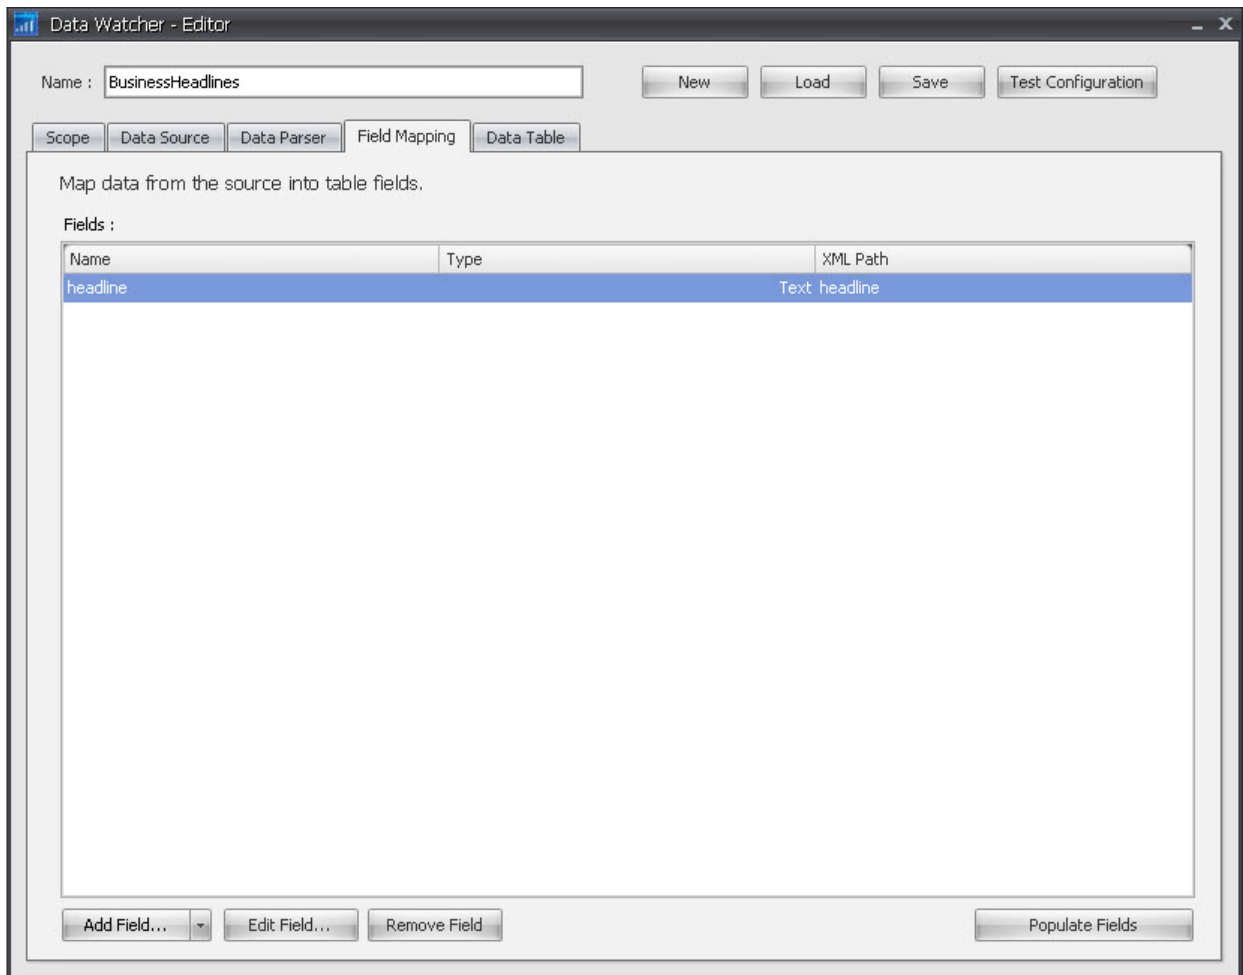 Data Watcher - Editor
Name : BusinessHeadlines New Load Save Test Configuration
Scope Data Source Data Parser Field Mapping Data Table
Map data from the source into table fields.
Fields :
Name Type XML Path
headline Text headline
Add Field... Edit Field... Remove Field Populate Fields